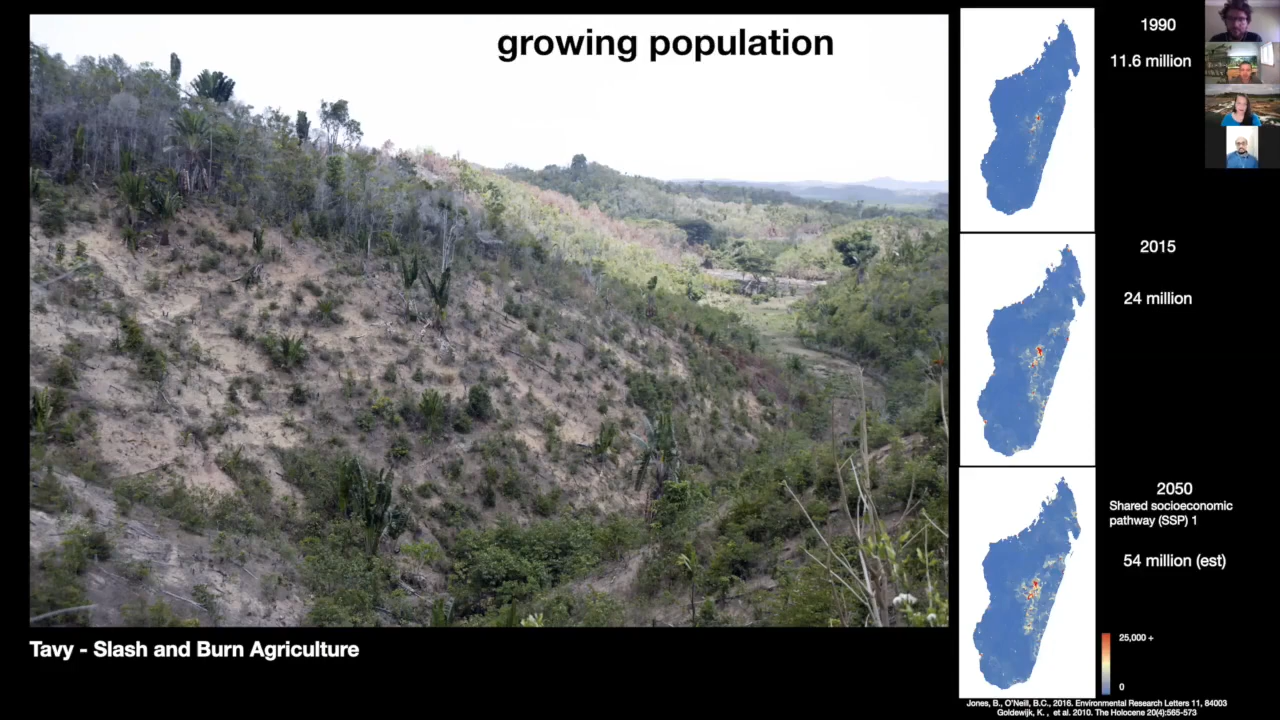 growing population
1990
11.6 million
2015
24 million
2050
Shared socioeconomic
pathway (SSP) 1
54 million (est)
25,000 +
0
Tavy - Slash and Burn Agriculture
Jones, B., O'Neill, B.C., 2016. Environmental Research Letters 11, 84003
Goldewijk, K. , et al. 2010. The Holocene 20(4):565-573